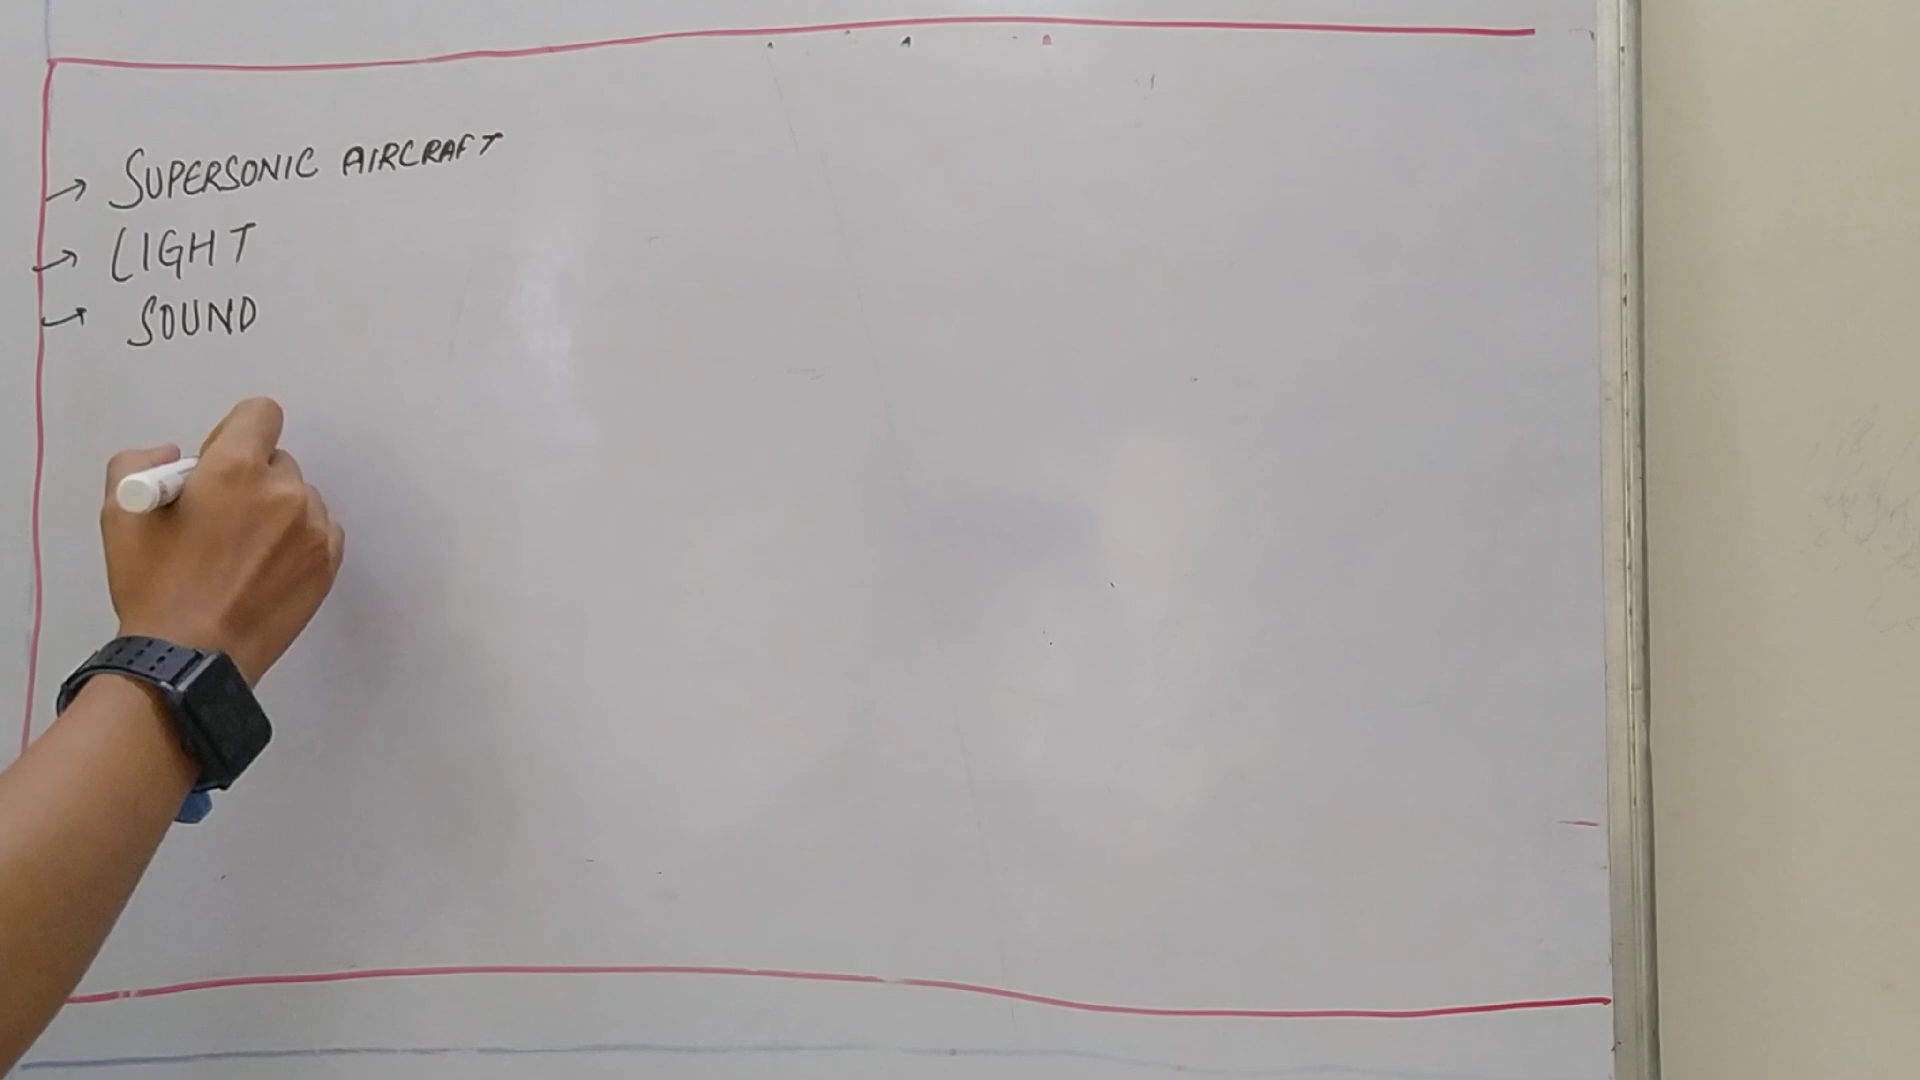 → SUPERSONIC AIRCRAFT
→ LIGHT
→ SOUND